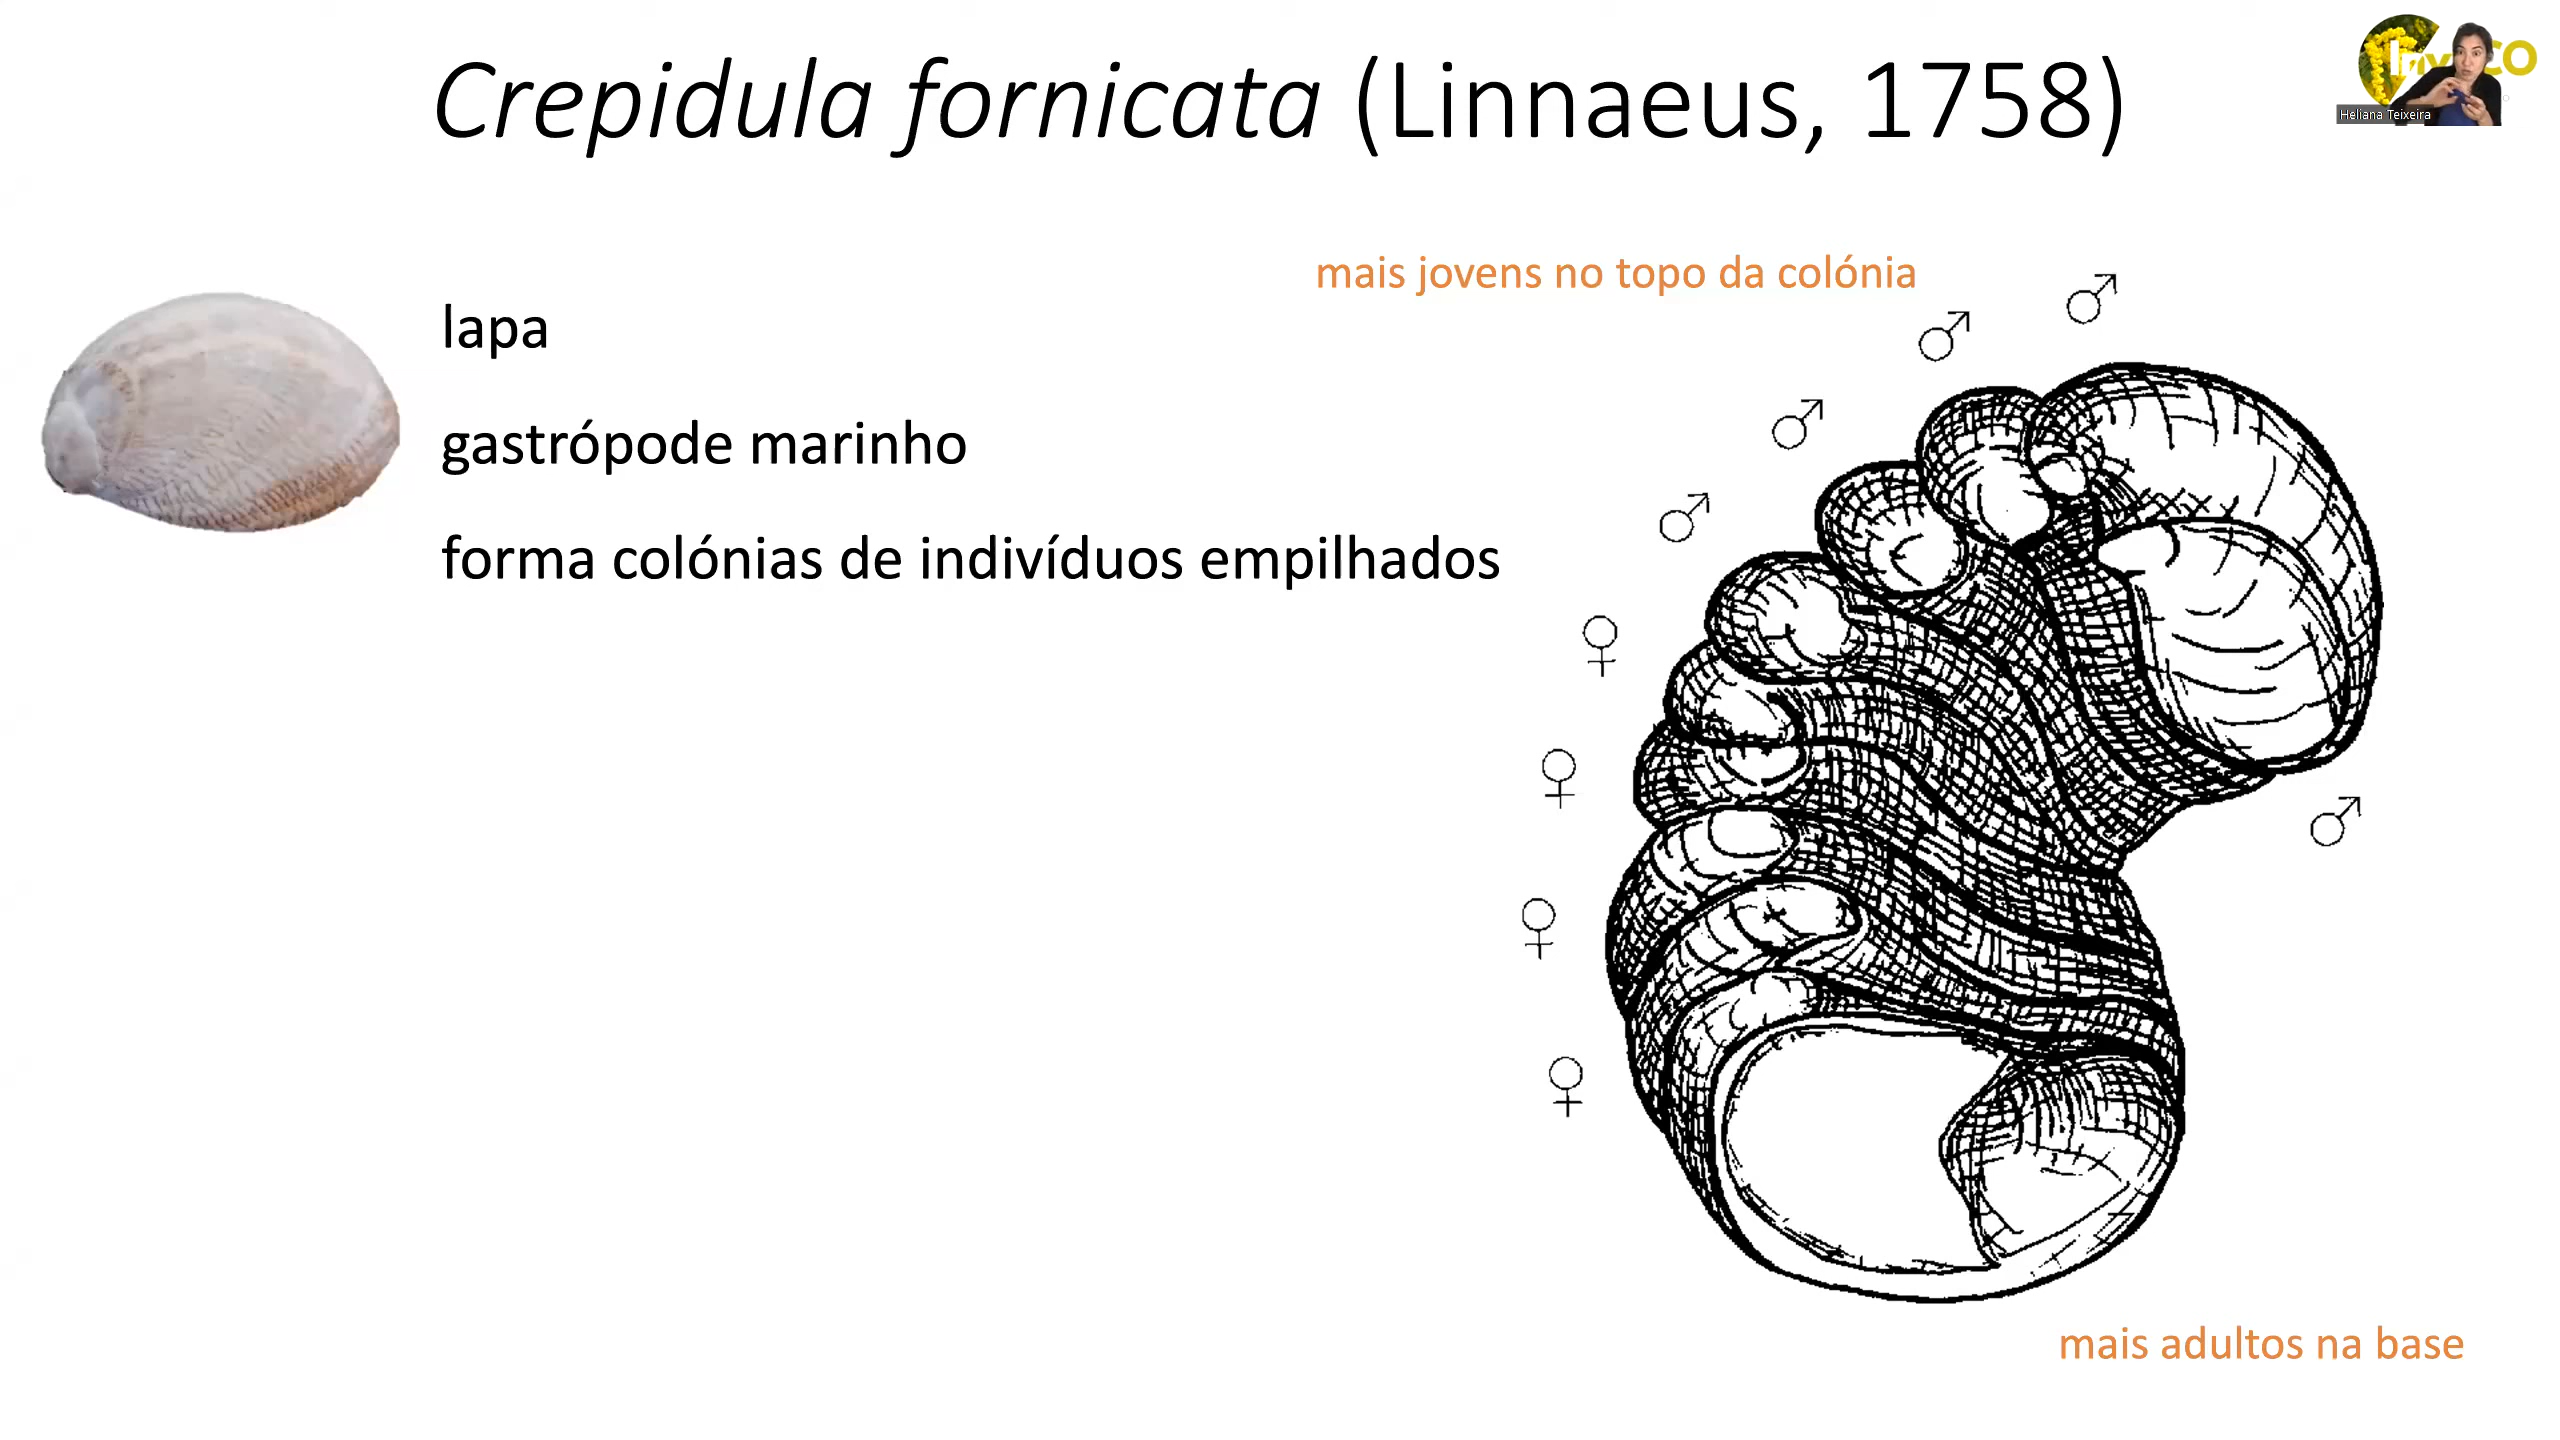 Crepidula fornicata (Linnaeus, 1758)
Heliana Teixeira
mais jovens no topo da colónia
lapa
gastrópode marinho
forma colónias de indivíduos empilhados
mais adultos na base